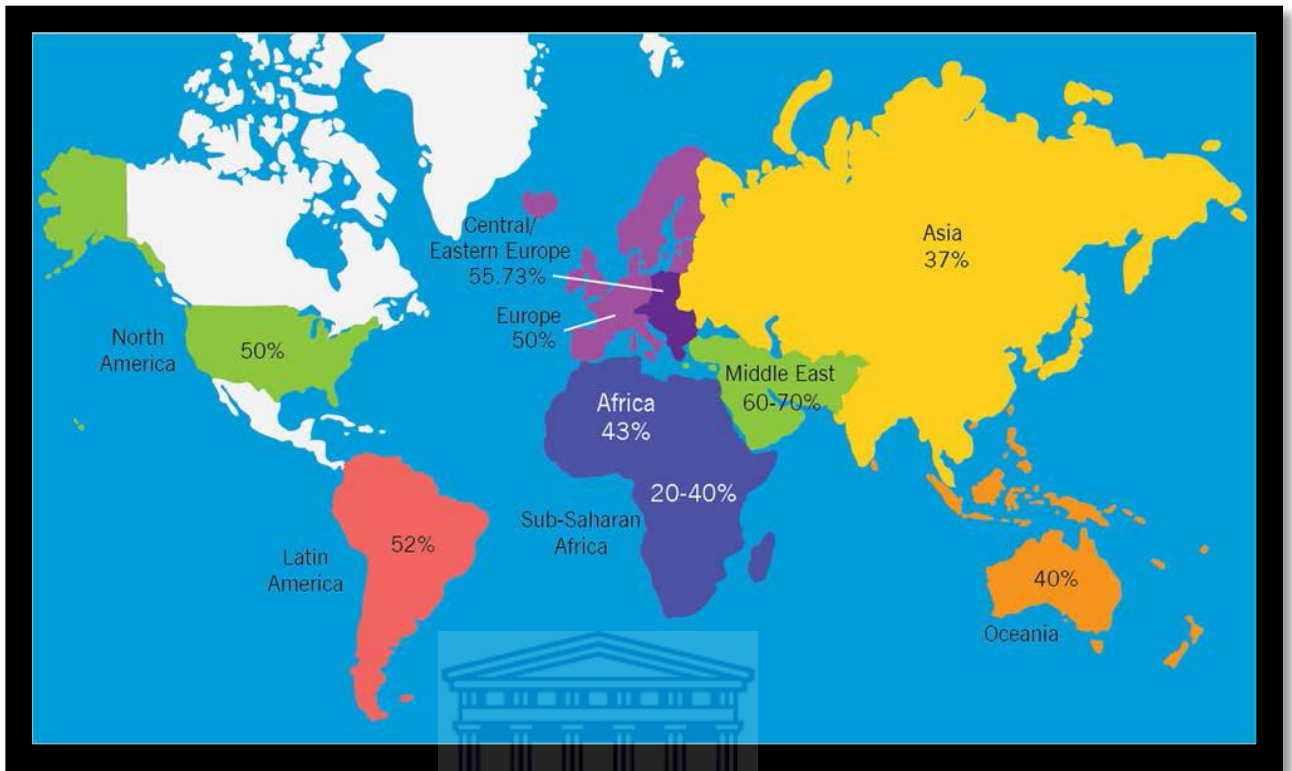 North
America
50%
Latin
America
52%
Central/
Eastern Europe
55.73%
Europe
50%
Africa
43%
20-40%
Sub-Saharan
Africa
Middle East
60-70%
Asia
37%
40%
Oceania